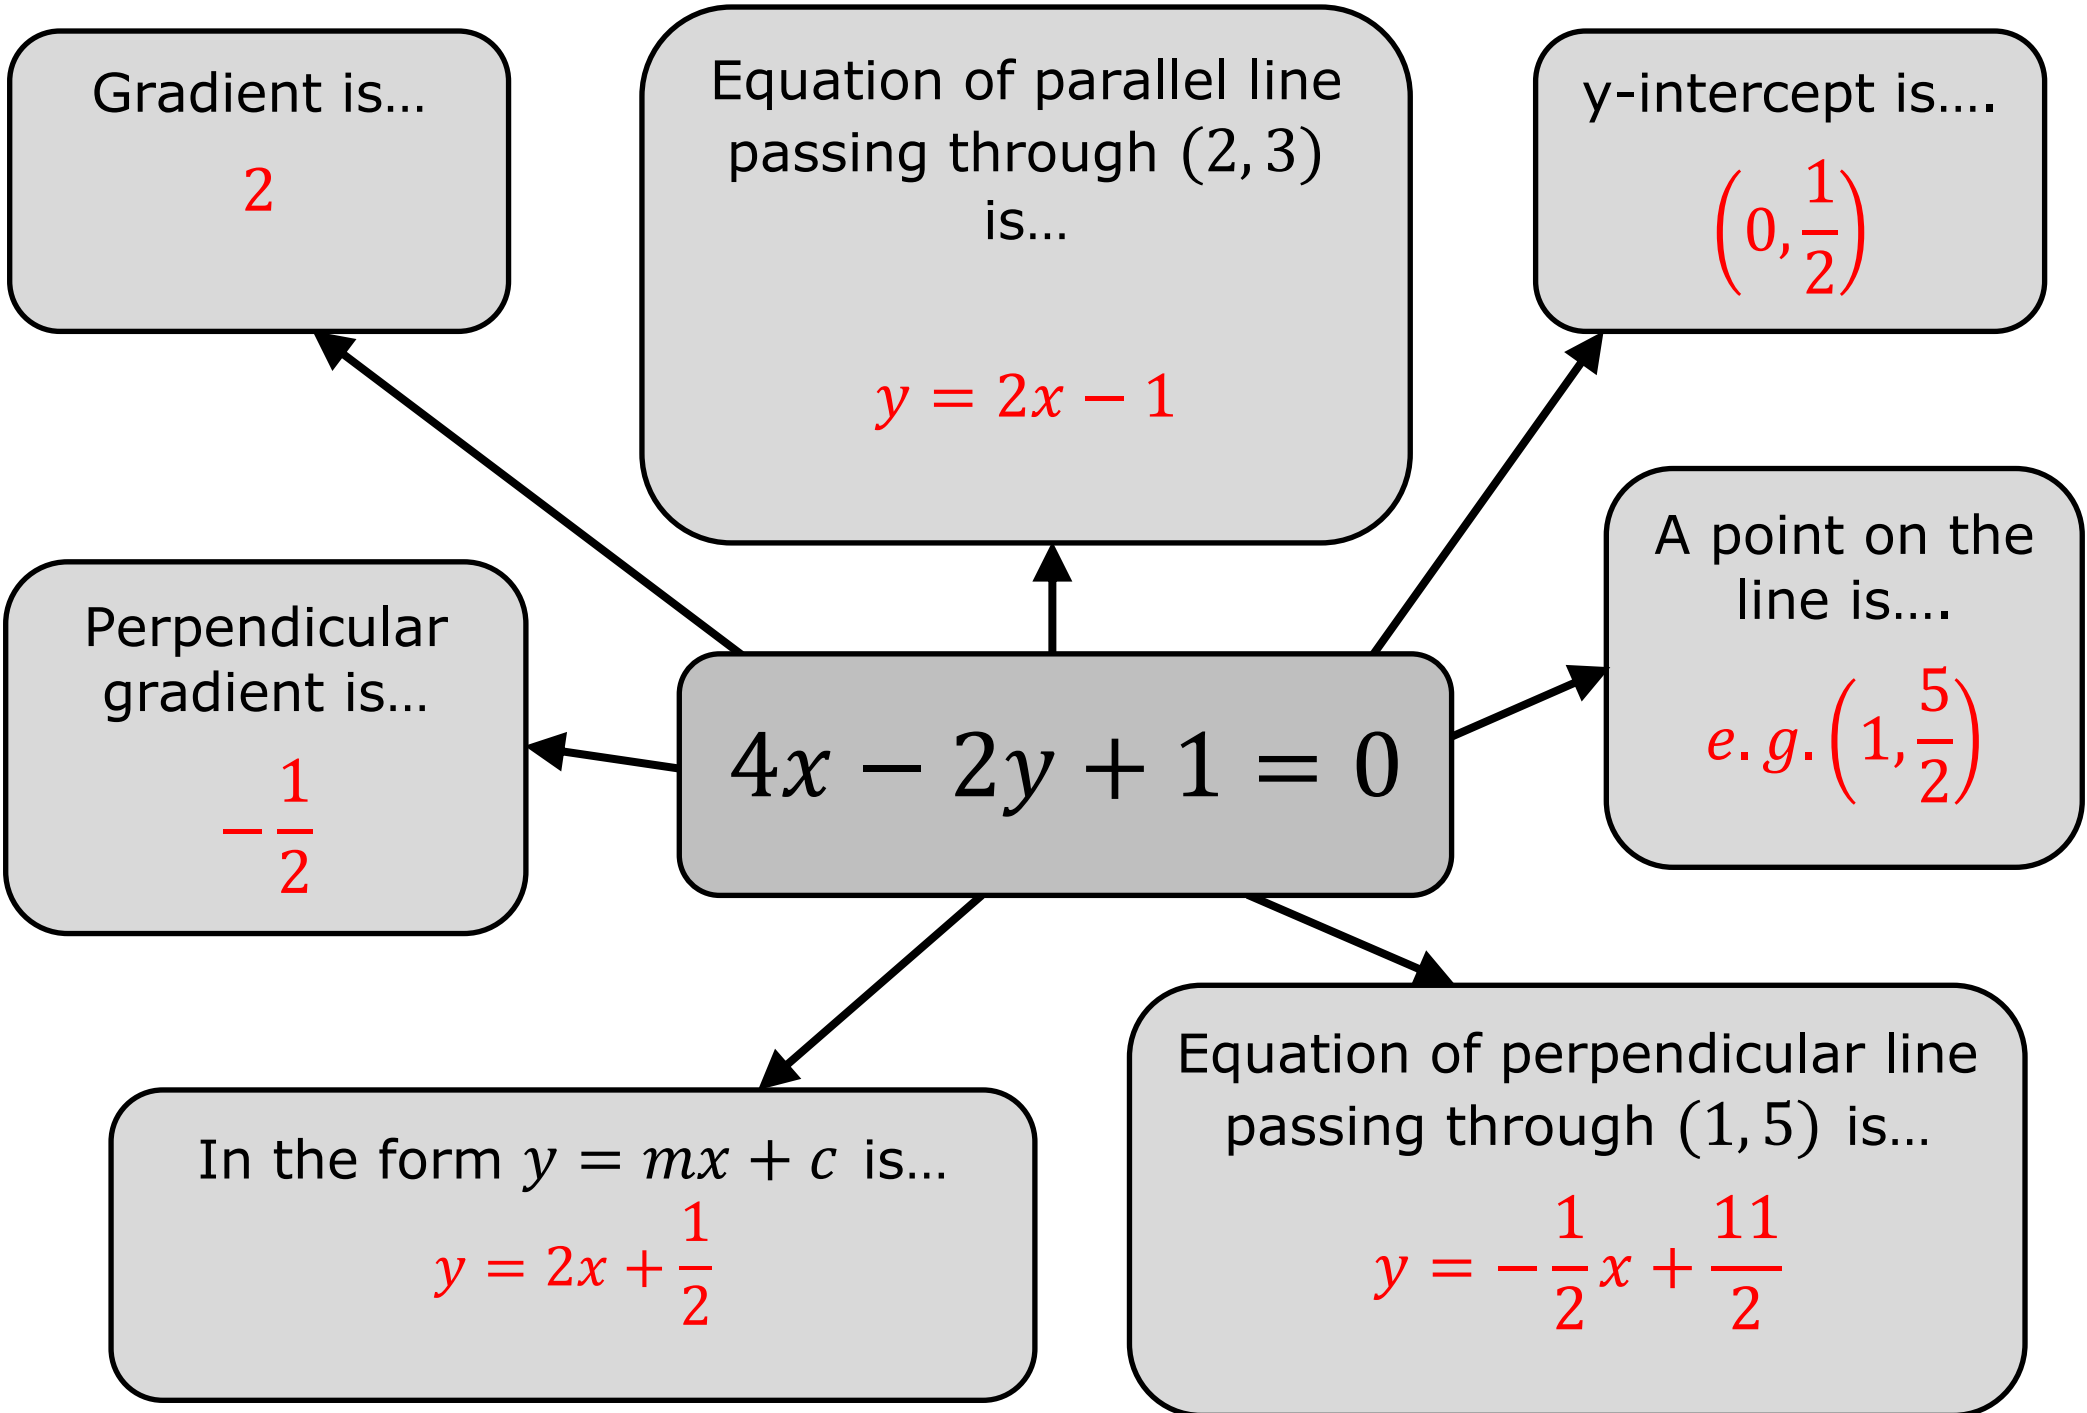 Gradient is…
2
Equation of parallel line
passing through (2, 3)
is…
y = 2x − 1
y-intercept is….
(0, 1/2)
A point on the
line is….
e. g. (1, 5/2)
Perpendicular
gradient is…
− 1/2
4x − 2y + 1 = 0
In the form y = mx + c is…
y = 2x + 1/2
Equation of perpendicular line
passing through (1, 5) is…
y = − 1/2 x + 11/2